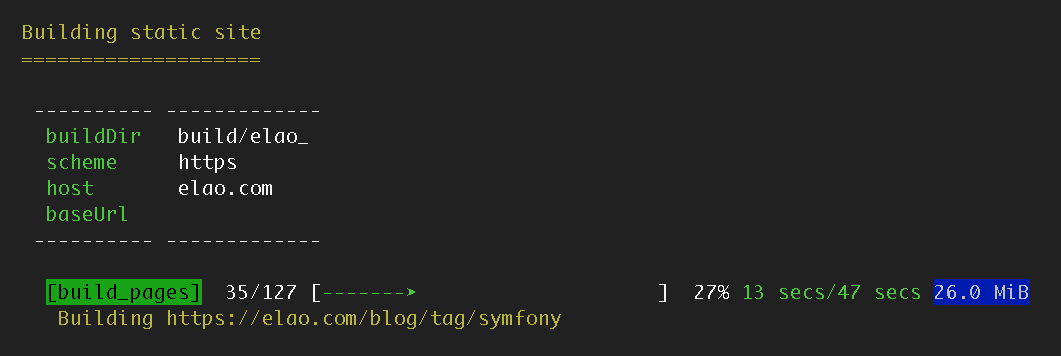 Building static site
====================
---------- -------------
buildDir build/elao_
scheme https
host elao.com
baseUrl
---------- -------------
[build_pages] 35/127 [------->                    ] 27% 13 secs/47 secs 26.0 MiB
Building https://elao.com/blog/tag/symfony